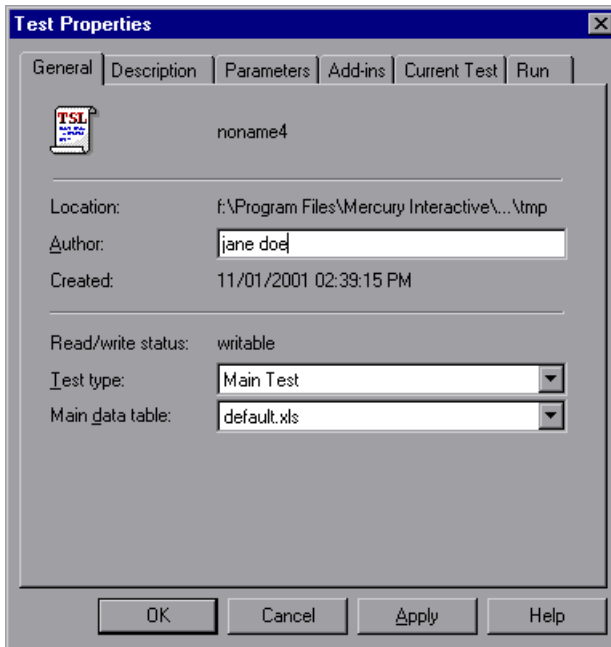 Test Properties
General Description Parameters Add-ins Current Test Run
TSL
noname4
Location: f:\Program Files\Mercury Interactive\...\tmp
Author: jane doe
Created: 11/01/2001 02:39:15 PM
Read/write status: writable
Test type: Main Test
Main data table: default.xls
OK Cancel Apply Help